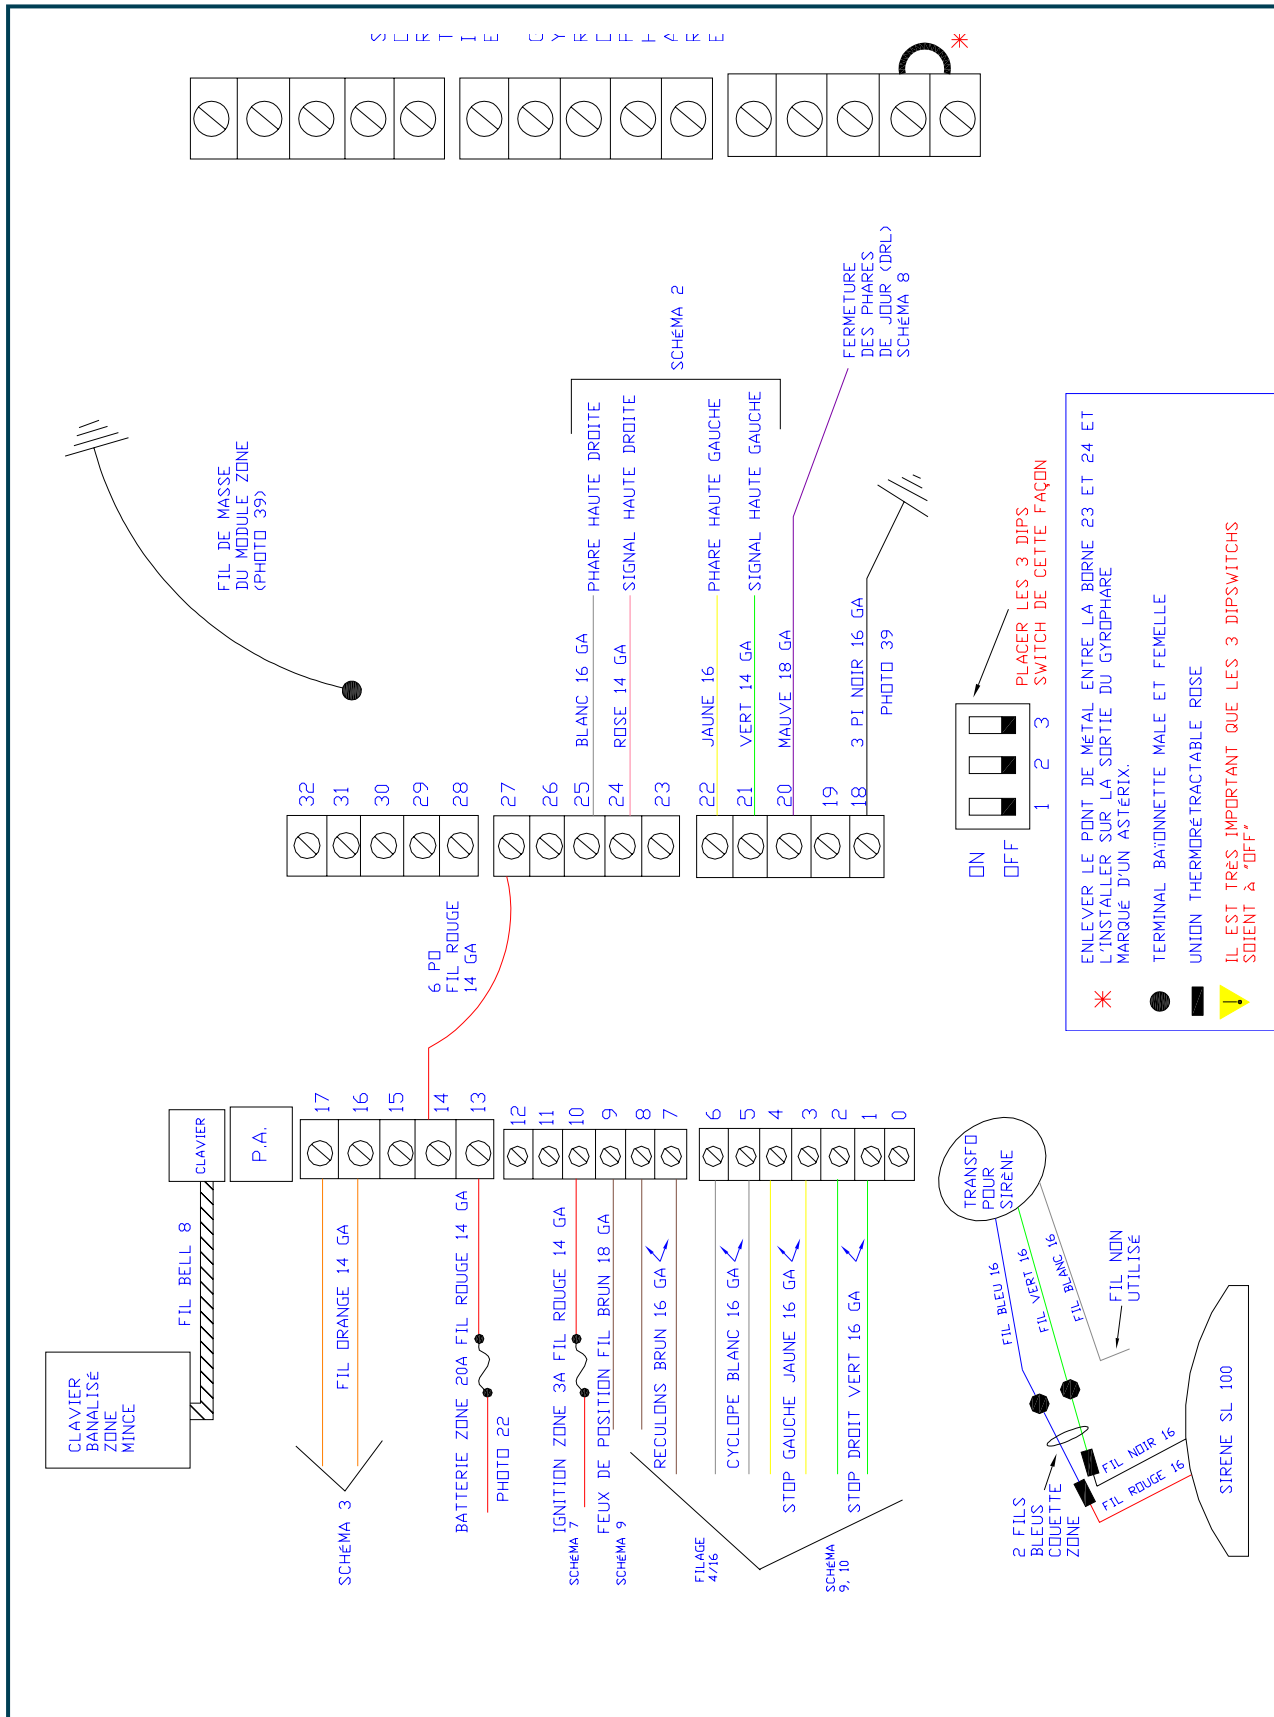 SORTIE GYROPHARE
*
FIL DE MASSE
DU MODULE ZONE
(PHOTO 39)
SCHÉMA 2
PHARE HAUTE DROITE
SIGNAL HAUTE DROITE
PHARE HAUTE GAUCHE
SIGNAL HAUTE GAUCHE
FERMETURE
DES PHARES
DE JOUR (DRL)
SCHÉMA 8
BLANC 16 GA
ROSE 14 GA
JAUNE 16
VERT 14 GA
MAUVE 18 GA
3 PI NOIR 16 GA
PHOTO 39
32
31
30
29
28
27
26
25
24
23
22
21
20
19
18
PLACER LES 3 DIPS
SWITCH DE CETTE FAÇON
ON
OFF
1 2 3
6 PO
FIL ROUGE
14 GA
* ENLEVER LE PONT DE MÉTAL ENTRE LA BORNE 23 ET 24 ET
L'INSTALLER SUR LA SORTIE DU GYROPHARE
MARQUÉ D'UN ASTÉRIX.
TERMINAL BAÏONNETTE MALE ET FEMELLE
UNION THERMORÉTRACTABLE ROSE
! IL EST TRÈS IMPORTANT QUE LES 3 DIPSWITCHS
SOIENT À "OFF"
CLAVIER
BANALISÉ
ZONE
MINCE
FIL BELL 8
CLAVIER
P.A.
17
16
15
14
13
12
11
10
9
8
7
6
5
4
3
2
1
0
FIL ORANGE 14 GA
SCHÉMA 3
BATTERIE ZONE 20A FIL ROUGE 14 GA
PHOTO 22
IGNITION ZONE 3A FIL ROUGE 14 GA
SCHÉMA 7
FEUX DE POSITION FIL BRUN 18 GA
SCHÉMA 9
RECULONS BRUN 16 GA
CYCLOPE BLANC 16 GA
STOP GAUCHE JAUNE 16 GA
STOP DROIT VERT 16 GA
FILAGE
4/16
SCHÉMA
9, 10
TRANSFO
POUR
SIRÈNE
FIL BLEU 16
FIL VERT 16
FIL BLANC 16
FIL NON
UTILISÉ
2 FILS
BLEUS
COUETTE
ZONE
FIL NOIR 16
FIL ROUGE 16
SIRENE SL 100